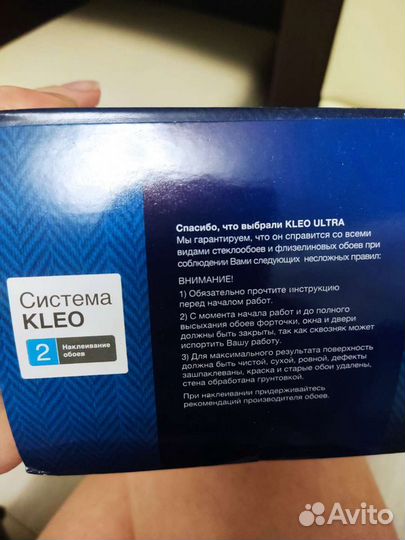 Система
KLEO
2
Наклеивание
обоев
Спасибо, что выбрали KLEO ULTRA
Мы гарантируем, что он справится со всеми
видами стеклообоев и флизелиновых обоев при
соблюдении Вами следующих несложных правил:
ВНИМАНИЕ!
1) Обязательно прочтите инструкцию
перед началом работ.
2) С момента начала работ и до полного
высыхания обоев форточки, окна и двери
должны быть закрыты, так как сквозняк может
испортить Вашу работу.
3) Для максимального результата поверхность
должна быть чистой, сухой, ровной, дефекты
зашпаклеваны, краска и старые обои удалены,
стена обработана грунтовкой.
При наклеивании придерживайтесь
рекомендаций производителя обоев.
Avito